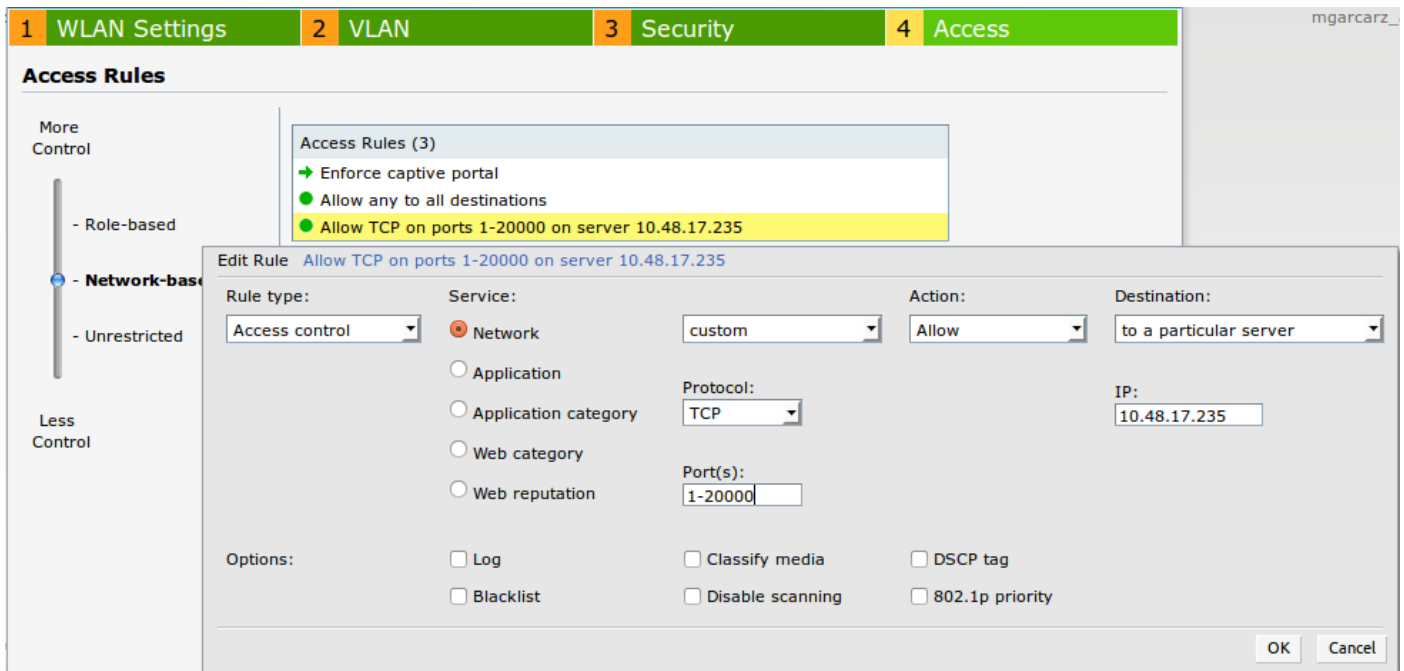 1 WLAN Settings 2 VLAN 3 Security 4 Access
mgarcarz_
Access Rules
More
Control
- Role-based
- Network-base
- Unrestricted
Less
Control
Access Rules (3)
Enforce captive portal
Allow any to all destinations
Allow TCP on ports 1-20000 on server 10.48.17.235
Edit Rule Allow TCP on ports 1-20000 on server 10.48.17.235
Rule type: Service: Action: Destination:
Access control Network custom Allow to a particular server
Application
Protocol: IP:
Application category TCP 10.48.17.235
Web category
Port(s):
Web reputation 1-20000
Options: Log Classify media DSCP tag
Blacklist Disable scanning 802.1p priority
OK Cancel